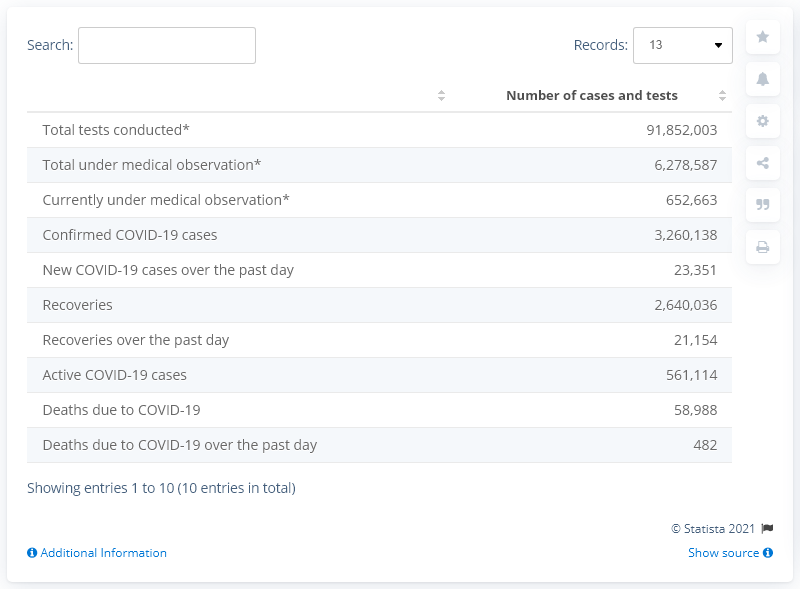 Search:
Records: 13
Number of cases and tests
Total tests conducted* 91,852,003
Total under medical observation* 6,278,587
Currently under medical observation* 652,663
Confirmed COVID-19 cases 3,260,138
New COVID-19 cases over the past day 23,351
Recoveries 2,640,036
Recoveries over the past day 21,154
Active COVID-19 cases 561,114
Deaths due to COVID-19 58,988
Deaths due to COVID-19 over the past day 482
Showing entries 1 to 10 (10 entries in total)
© Statista 2021
Additional Information Show source